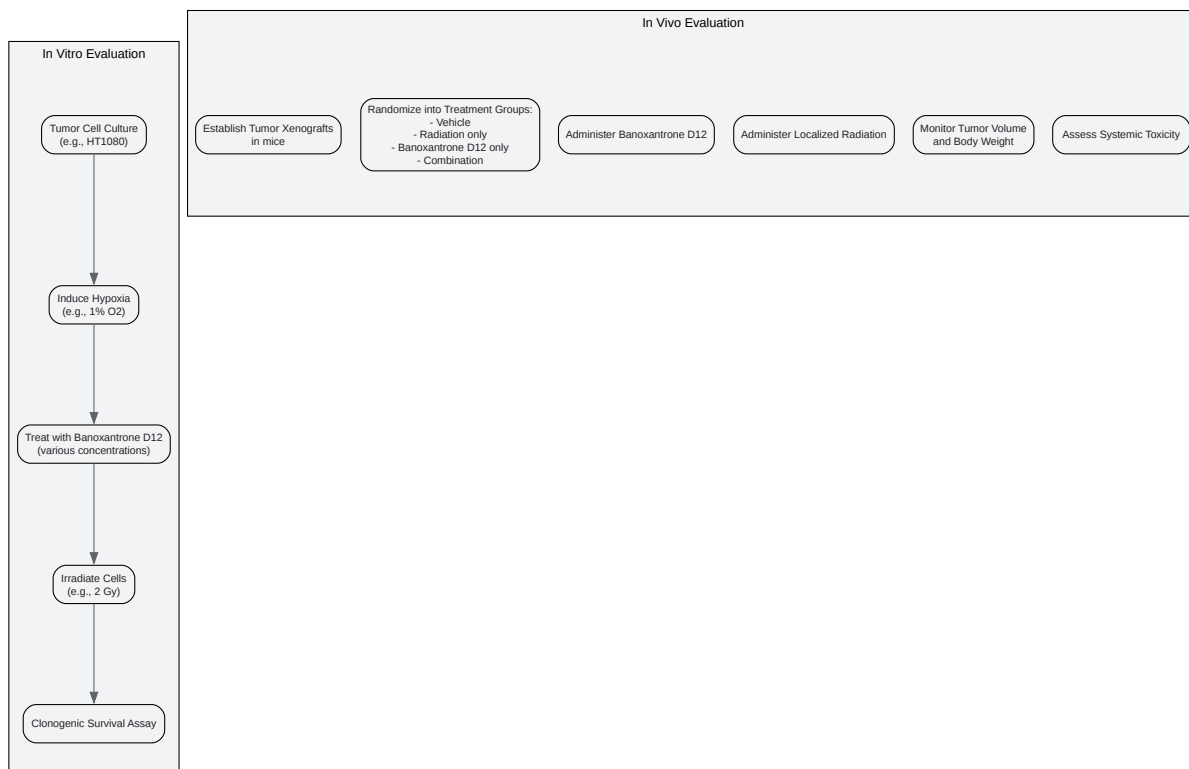 In Vitro Evaluation
Tumor Cell Culture
(e.g., HT1080)
Induce Hypoxia
(e.g., 1% O2)
Treat with Banoxantrone D12
(various concentrations)
Irradiate Cells
(e.g., 2 Gy)
Clonogenic Survival Assay
In Vivo Evaluation
Establish Tumor Xenografts
in mice
Randomize into Treatment Groups:
- Vehicle
- Radiation only
- Banoxantrone D12 only
- Combination
Administer Banoxantrone D12
Administer Localized Radiation
Monitor Tumor Volume
and Body Weight
Assess Systemic Toxicity